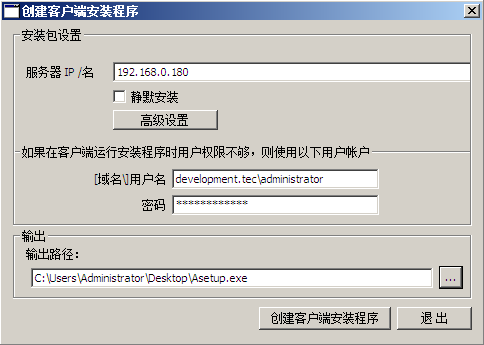 创建客户端安装程序
安装包设置
服务器 IP /名
192.168.0.180
静默安装
高级设置
如果在客户端运行安装程序时用户权限不够，则使用以下用户帐户
[域名\]用户名
development.tec\administrator
密码
************
输出
输出路径：
C:\Users\Administrator\Desktop\Asetup.exe
...
创建客户端安装程序
退 出